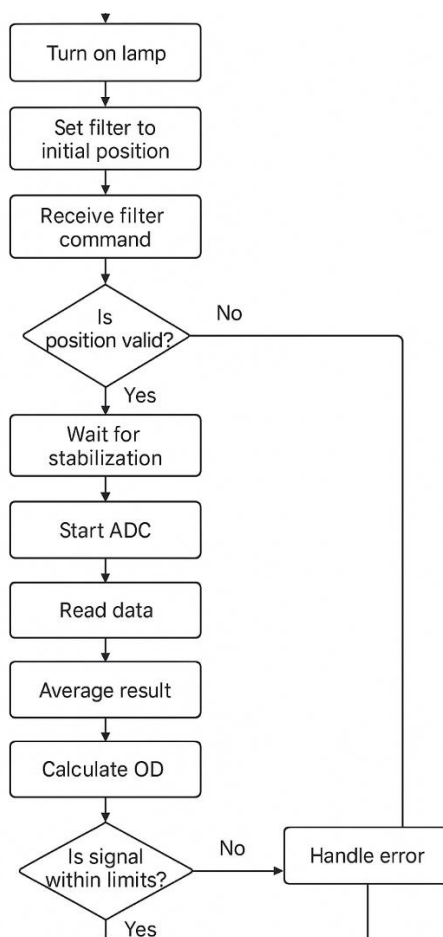 Turn on lamp
Set filter to
initial position
Receive filter
command
Is
position valid?
No
Yes
Wait for
stabilization
Start ADC
Read data
Average result
Calculate OD
Is signal
within limits?
No
Handle error
Yes